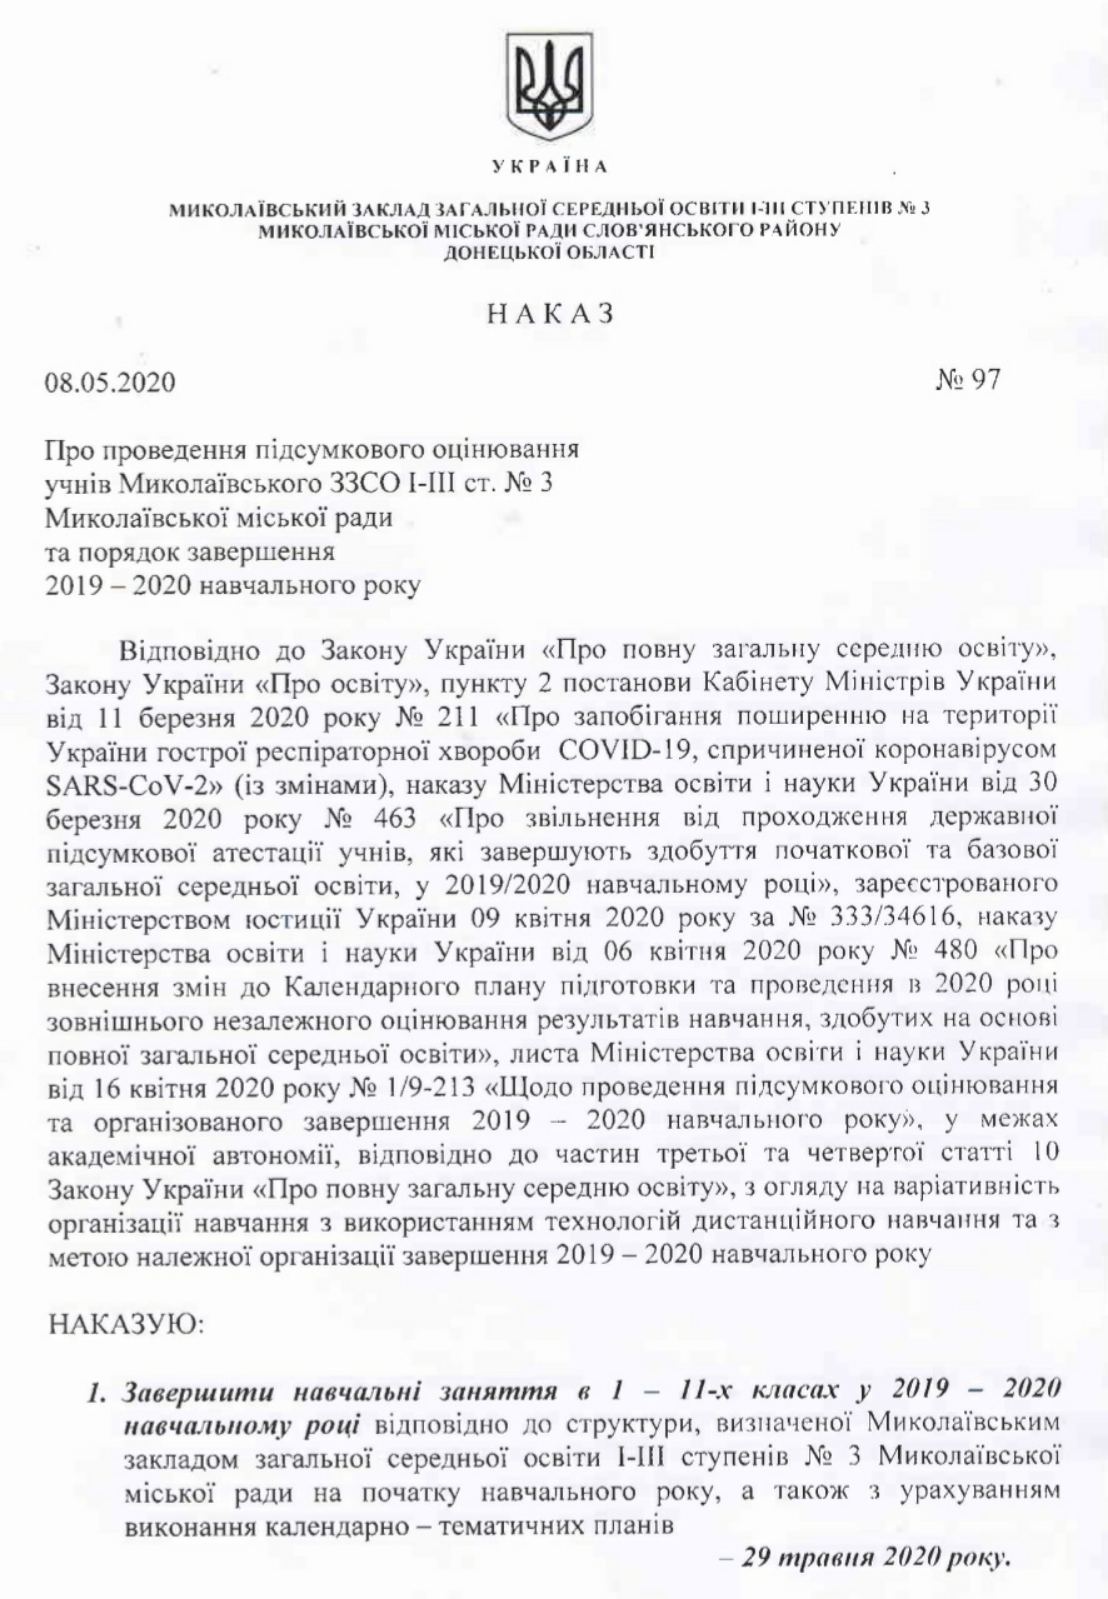 УКРАЇНА
МИКОЛАЇВСЬКИЙ ЗАКЛАД ЗАГАЛЬНОЇ СЕРЕДНЬОЇ ОСВІТИ І-ІІІ СТУПЕНІВ № 3
МИКОЛАЇВСЬКОЇ МІСЬКОЇ РАДИ СЛОВ’ЯНСЬКОГО РАЙОНУ
ДОНЕЦЬКОЇ ОБЛАСТІ
НАКАЗ
08.05.2020 № 97
Про проведення підсумкового оцінювання
учнів Миколаївського ЗЗСО І-ІІІ ст. № 3
Миколаївської міської ради
та порядок завершення
2019 – 2020 навчального року
Відповідно до Закону України «Про повну загальну середню освіту»,
Закону України «Про освіту», пункту 2 постанови Кабінету Міністрів України
від 11 березня 2020 року № 211 «Про запобігання поширенню на території
України гострої респіраторної хвороби COVID-19, спричиненої коронавірусом
SARS-CoV-2» (із змінами), наказу Міністерства освіти і науки України від 30
березня 2020 року № 463 «Про звільнення від проходження державної
підсумкової атестації учнів, які завершують здобуття початкової та базової
загальної середньої освіти, у 2019/2020 навчальному році», зареєстрованого
Міністерством юстиції України 09 квітня 2020 року за № 333/34616, наказу
Міністерства освіти і науки України від 06 квітня 2020 року № 480 «Про
внесення змін до Календарного плану підготовки та проведення в 2020 році
зовнішнього незалежного оцінювання результатів навчання, здобутих на основі
повної загальної середньої освіти», листа Міністерства освіти і науки України
від 16 квітня 2020 року № 1/9-213 «Щодо проведення підсумкового оцінювання
та організованого завершення 2019 – 2020 навчального року», у межах
академічної автономії, відповідно до частин третьої та четвертої статті 10
Закону України «Про повну загальну середню освіту», з огляду на варіативність
організації навчання з використанням технологій дистанційного навчання та з
метою належної організації завершення 2019 – 2020 навчального року
НАКАЗУЮ:
1. Завершити навчальні заняття в 1 – 11-х класах у 2019 – 2020
навчальному році відповідно до структури, визначеної Миколаївським
закладом загальної середньої освіти І-ІІІ ступенів № 3 Миколаївської
міської ради на початку навчального року, а також з урахуванням
виконання календарно – тематичних планів
– 29 травня 2020 року.